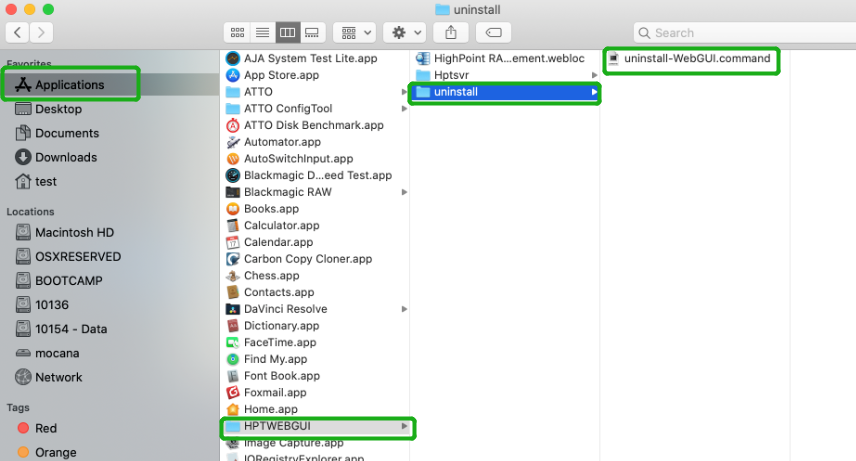 uninstall
Search
Favorites
Applications
Desktop
Documents
Downloads
test
Locations
Macintosh HD
OSXRESERVED
BOOTCAMP
10136
10154 - Data
mocana
Network
Tags
Red
Orange
AJA System Test Lite.app
App Store.app
ATTO
ATTO ConfigTool
ATTO Disk Benchmark.app
Automator.app
AutoSwitchInput.app
Blackmagic D...eed Test.app
Blackmagic RAW
Books.app
Calculator.app
Calendar.app
Carbon Copy Cloner.app
Chess.app
Contacts.app
DaVinci Resolve
Dictionary.app
FaceTime.app
Find My.app
Font Book.app
Foxmail.app
Home.app
HPTWEBGUI
Image Capture.app
IORegistryExplorer.app
HighPoint RA...ement.webloc
Hptsvr
uninstall
uninstall-WebGUI.command